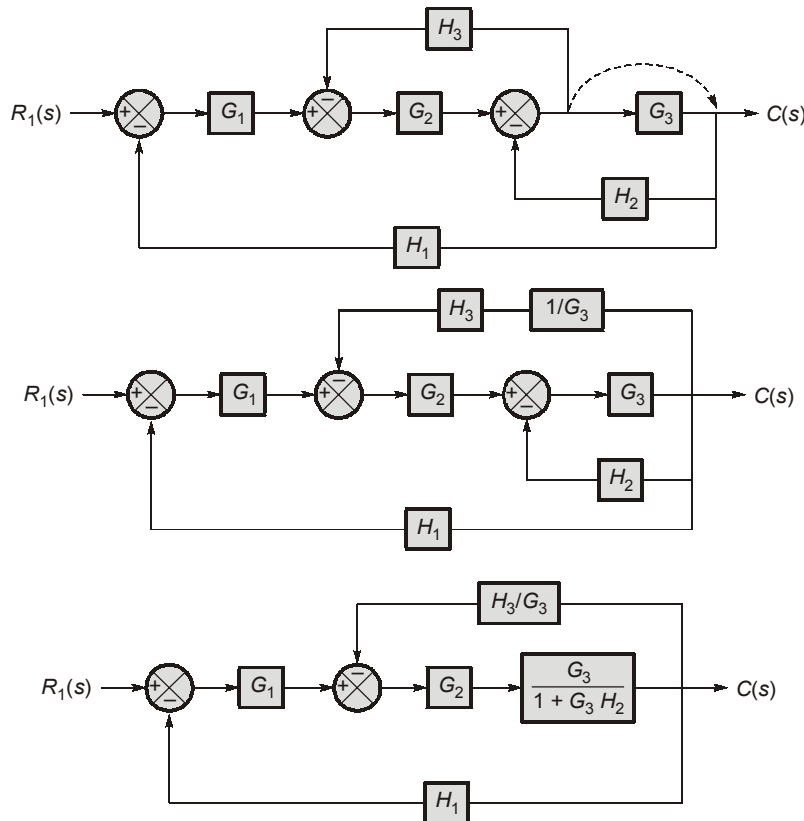 H₃
R₁(s) + − G₁ + − G₂ + − G₃ C(s)
H₂
H₁
H₃ 1/G₃
R₁(s) + − G₁ + − G₂ + − G₃ C(s)
H₂
H₁
H₃/G₃
R₁(s) + − G₁ + − G₂ G₃ C(s)
1 + G₃ H₂
H₁